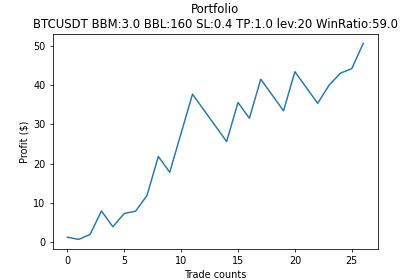 Portfolio
BTCUSDT BBM:3.0 BBL:160 SL:0.4 TP:1.0 lev:20 WinRatio:59.0
50
40
30
20
10
0
Profit ($)
0 5 10 15 20 25
Trade counts